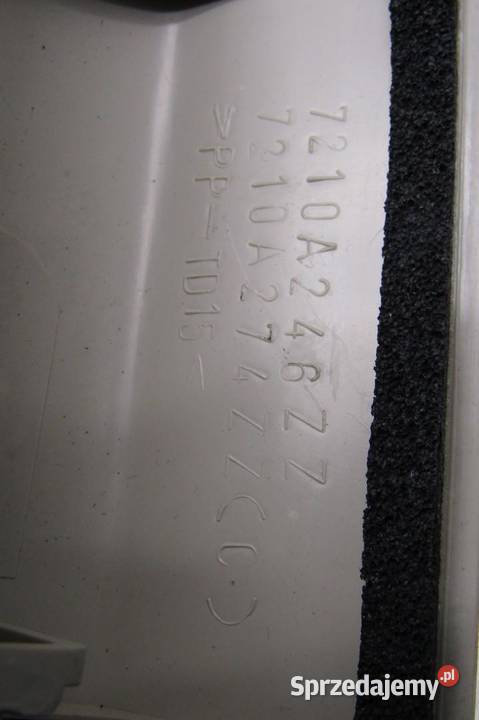 7210A246ZZ
7210A274ZZ(C)
>PP-TD15-
Sprzedajemy.pl